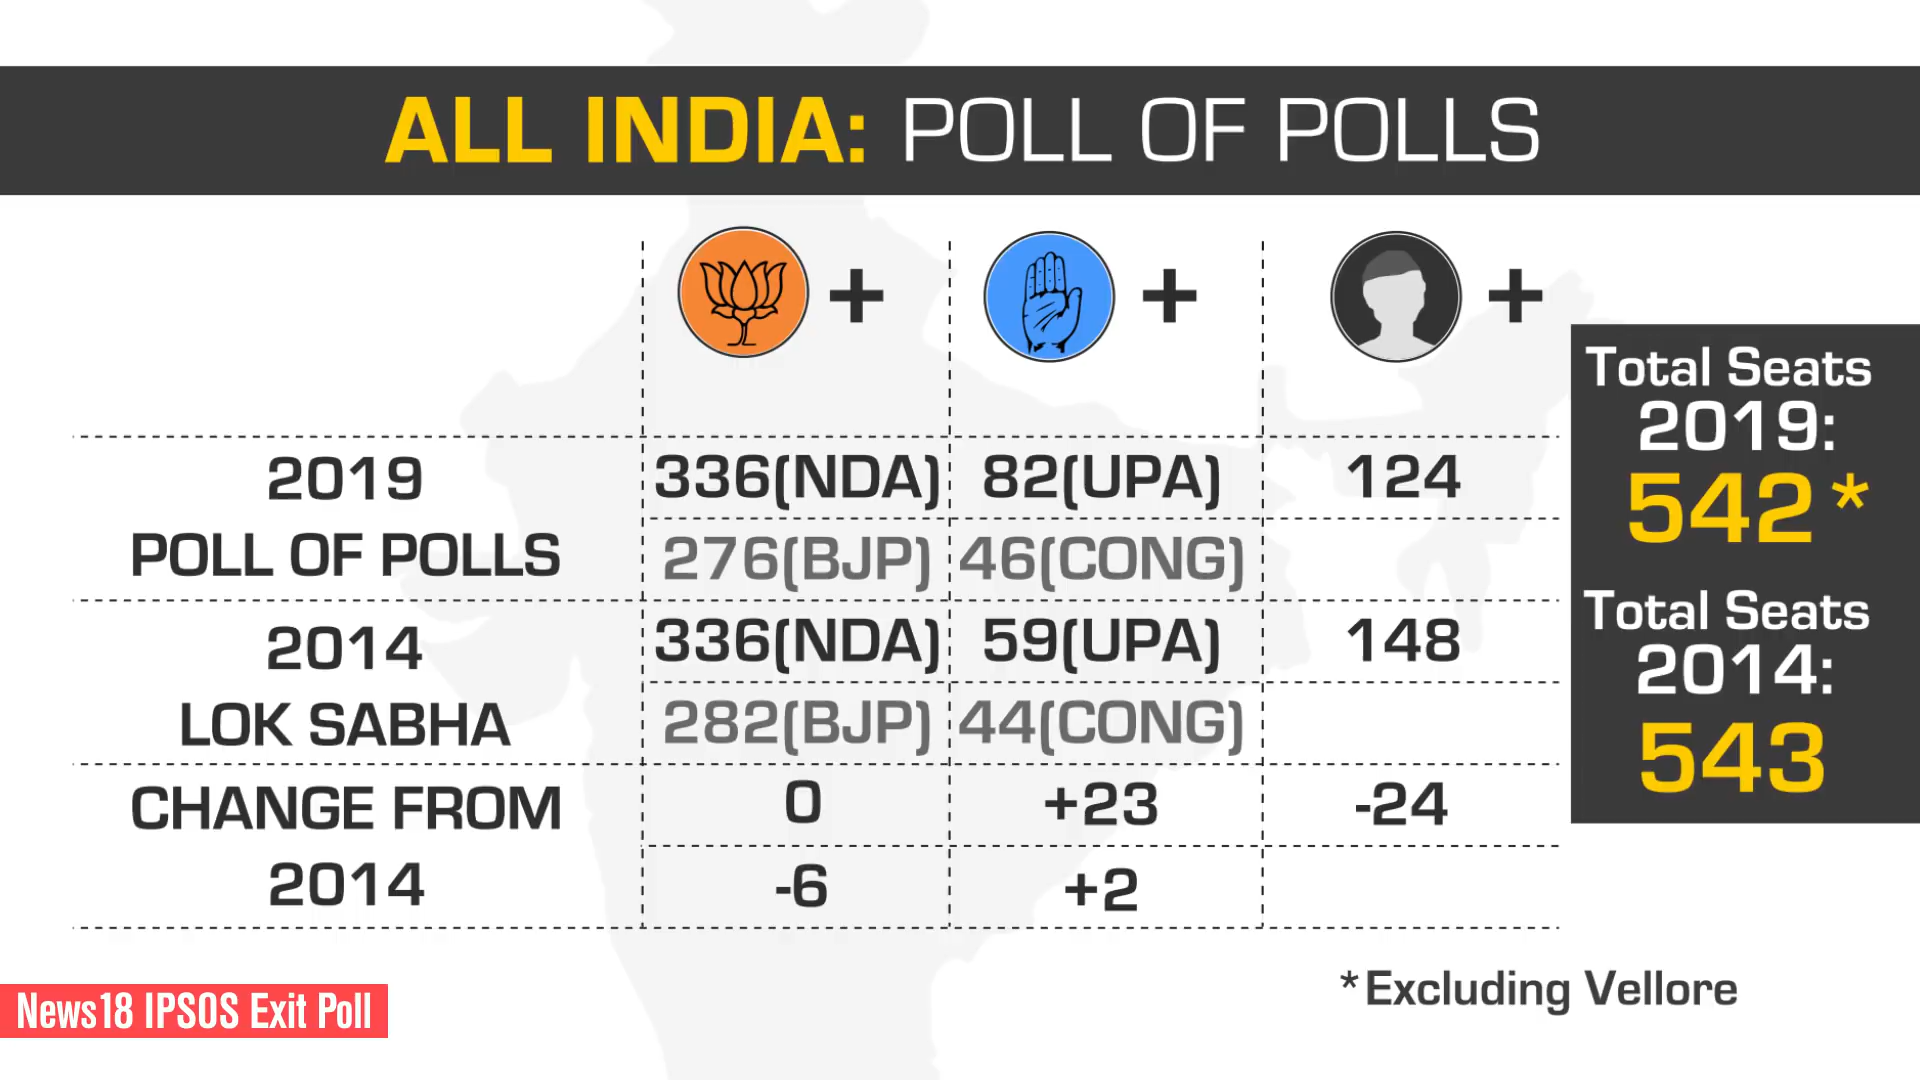 ALL INDIA: POLL OF POLLS
+ + +
2019 336(NDA) 82(UPA) 124
POLL OF POLLS 276(BJP) 46(CONG)
2014 336(NDA) 59(UPA) 148
LOK SABHA 282(BJP) 44(CONG)
CHANGE FROM 0 +23 -24
2014 -6 +2
Total Seats
2019:
542*
Total Seats
2014:
543
*Excluding Vellore
News18 IPSOS Exit Poll